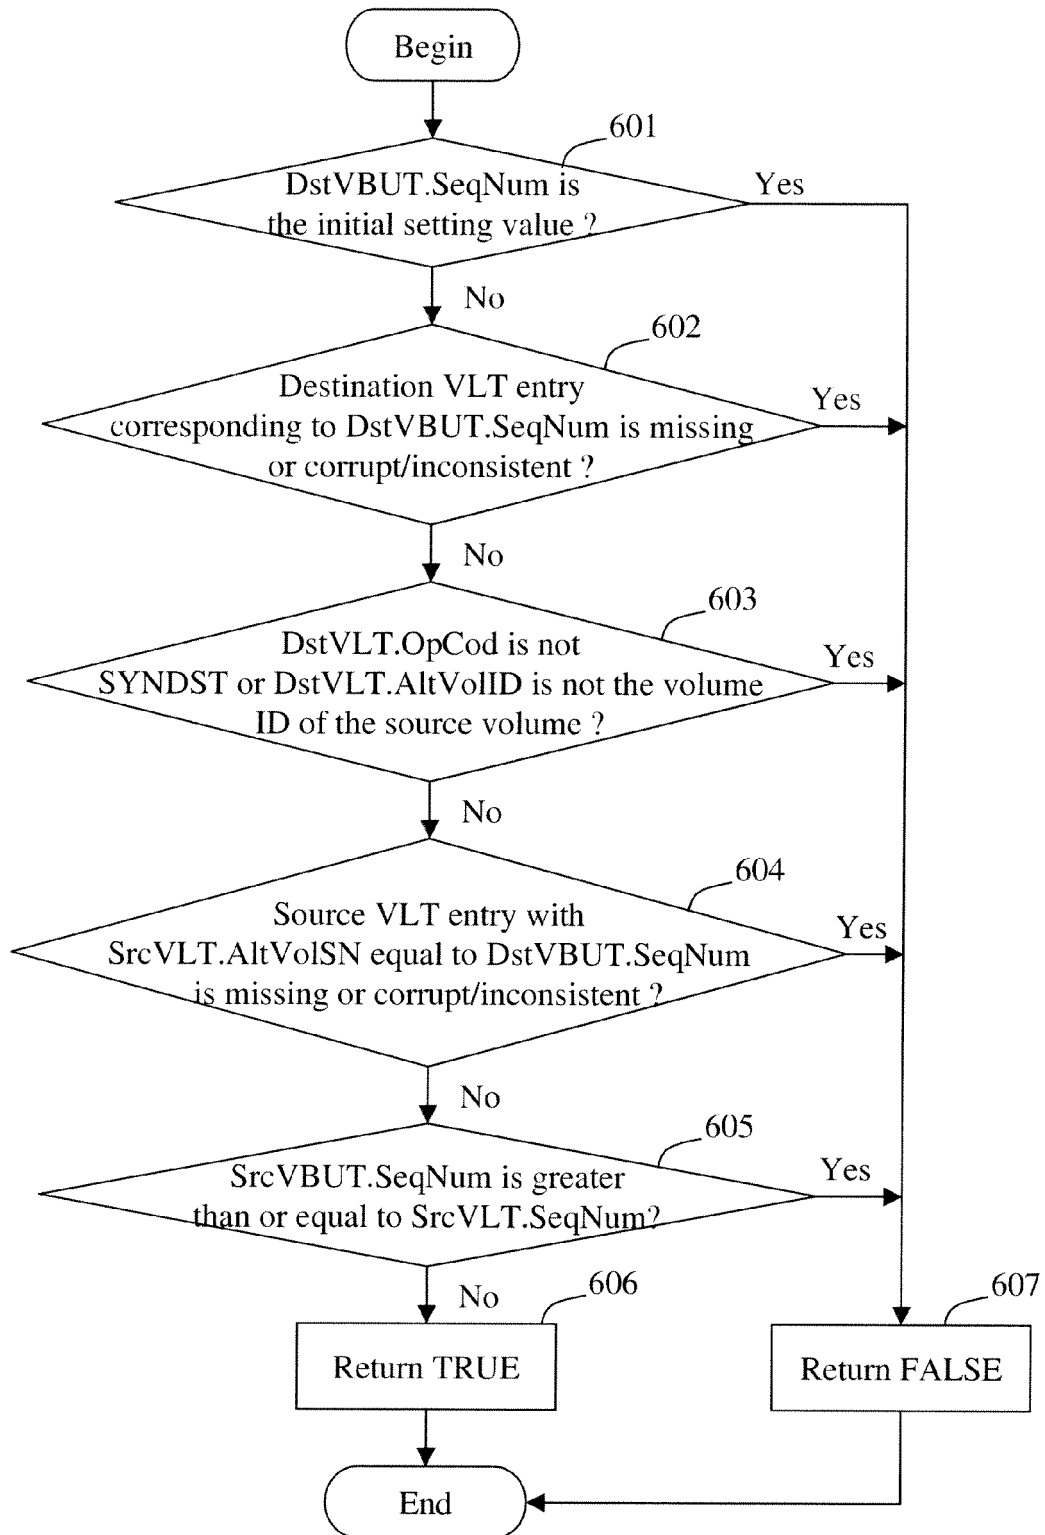 Begin
601
DstVBUT.SeqNum is
the initial setting value ?
Yes
No
602
Destination VLT entry
corresponding to DstVBUT.SeqNum is missing
or corrupt/inconsistent ?
Yes
No
603
DstVLT.OpCod is not
SYNDST or DstVLT.AltVolID is not the volume
ID of the source volume ?
Yes
No
604
Source VLT entry with
SrcVLT.AltVolSN equal to DstVBUT.SeqNum
is missing or corrupt/inconsistent ?
Yes
No
605
SrcVBUT.SeqNum is greater
than or equal to SrcVLT.SeqNum?
Yes
No
606
Return TRUE
607
Return FALSE
End